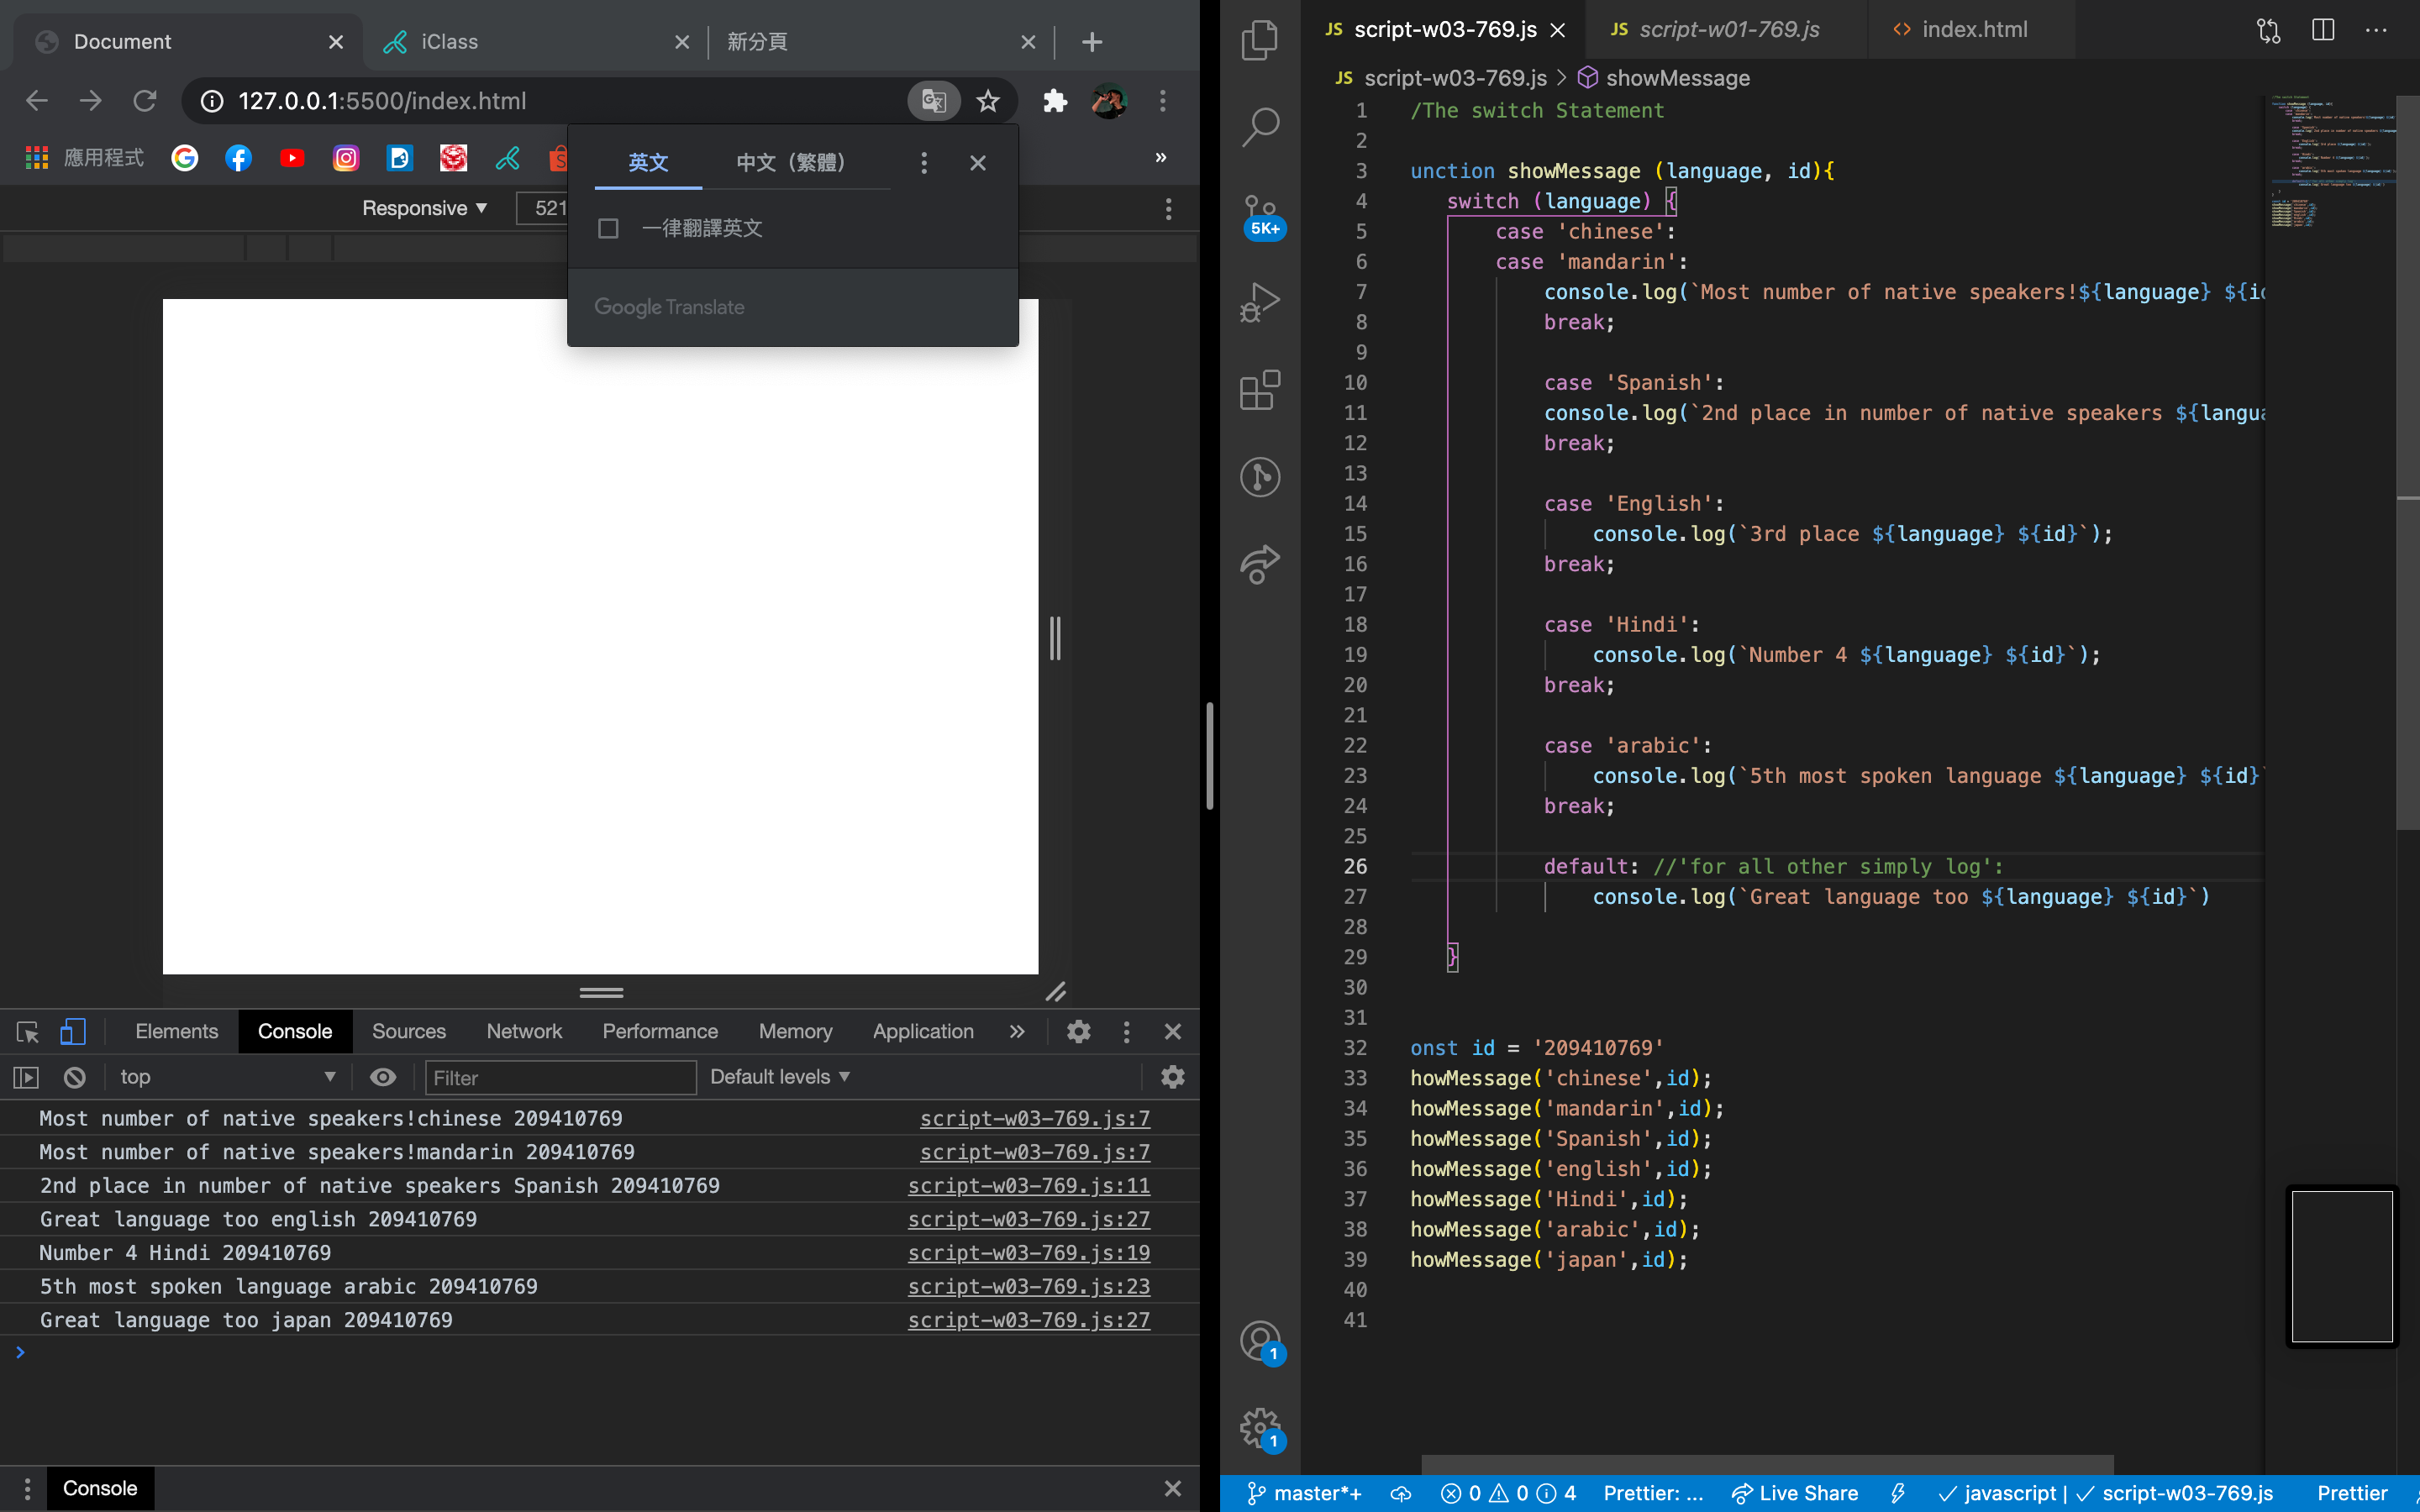 Document
iClass
新分頁
127.0.0.1:5500/index.html
應用程式
英文
中文（繁體）
一律翻譯英文
Google Translate
Responsive ▼
521
Elements
Console
Sources
Network
Performance
Memory
Application
top
Filter
Default levels ▼
Most number of native speakers!chinese 209410769 script-w03-769.js:7
Most number of native speakers!mandarin 209410769 script-w03-769.js:7
2nd place in number of native speakers Spanish 209410769 script-w03-769.js:11
Great language too english 209410769 script-w03-769.js:27
Number 4 Hindi 209410769 script-w03-769.js:19
5th most spoken language arabic 209410769 script-w03-769.js:23
Great language too japan 209410769 script-w03-769.js:27
Console
JS script-w03-769.js
JS script-w01-769.js
<> index.html
JS script-w03-769.js > showMessage
5K+
1 /The switch Statement
2
3 unction showMessage (language, id){
4 switch (language) {
5 case 'chinese':
6 case 'mandarin':
7 console.log(`Most number of native speakers!${language} ${id
8 break;
9
10 case 'Spanish':
11 console.log(`2nd place in number of native speakers ${langua
12 break;
13
14 case 'English':
15 console.log(`3rd place ${language} ${id}`);
16 break;
17
18 case 'Hindi':
19 console.log(`Number 4 ${language} ${id}`);
20 break;
21
22 case 'arabic':
23 console.log(`5th most spoken language ${language} ${id}`
24 break;
25
26 default: //'for all other simply log':
27 console.log(`Great language too ${language} ${id}`)
28
29 }
30
31
32 onst id = '209410769'
33 howMessage('chinese',id);
34 howMessage('mandarin',id);
35 howMessage('Spanish',id);
36 howMessage('english',id);
37 howMessage('Hindi',id);
38 howMessage('arabic',id);
39 howMessage('japan',id);
40
41
1
1
master*+
0 0 4
Prettier: ...
Live Share
javascript | script-w03-769.js
Prettier